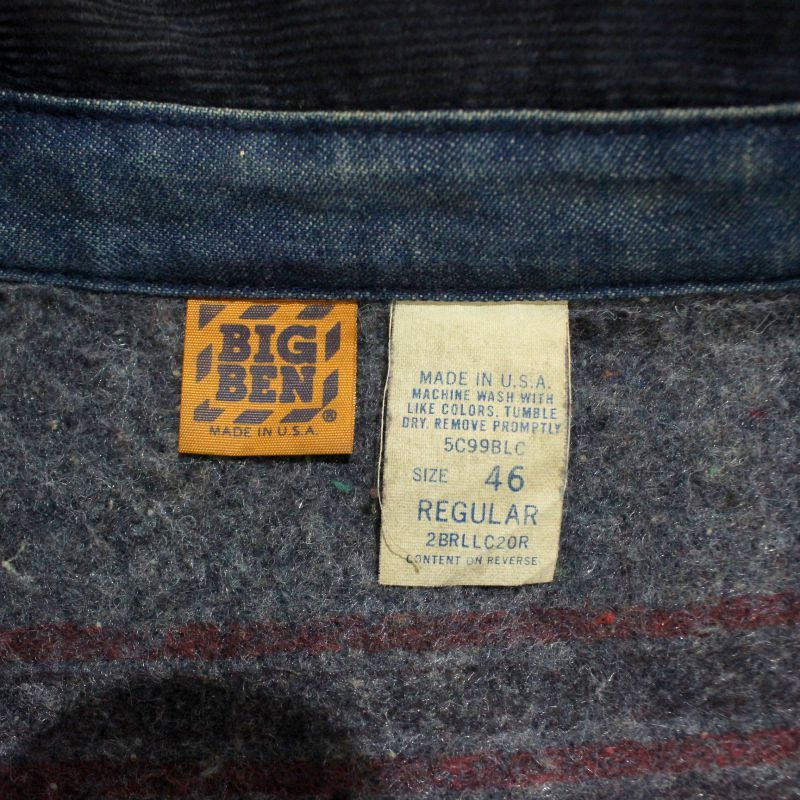 BIG
BEN®
MADE IN U.S.A.
MADE IN U.S.A.
MACHINE WASH WITH
LIKE COLORS. TUMBLE
DRY. REMOVE PROMPTLY
5C99BLC
SIZE 46
REGULAR
2BRLLC20R
CONTENT ON REVERSE